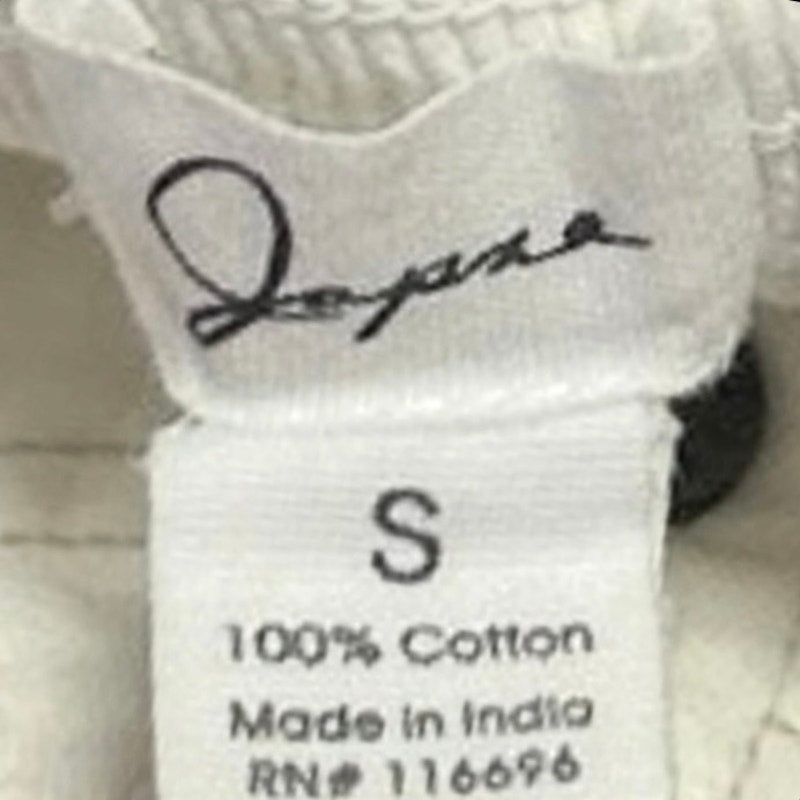 S
100% Cotton
Made in India
RN# 116696